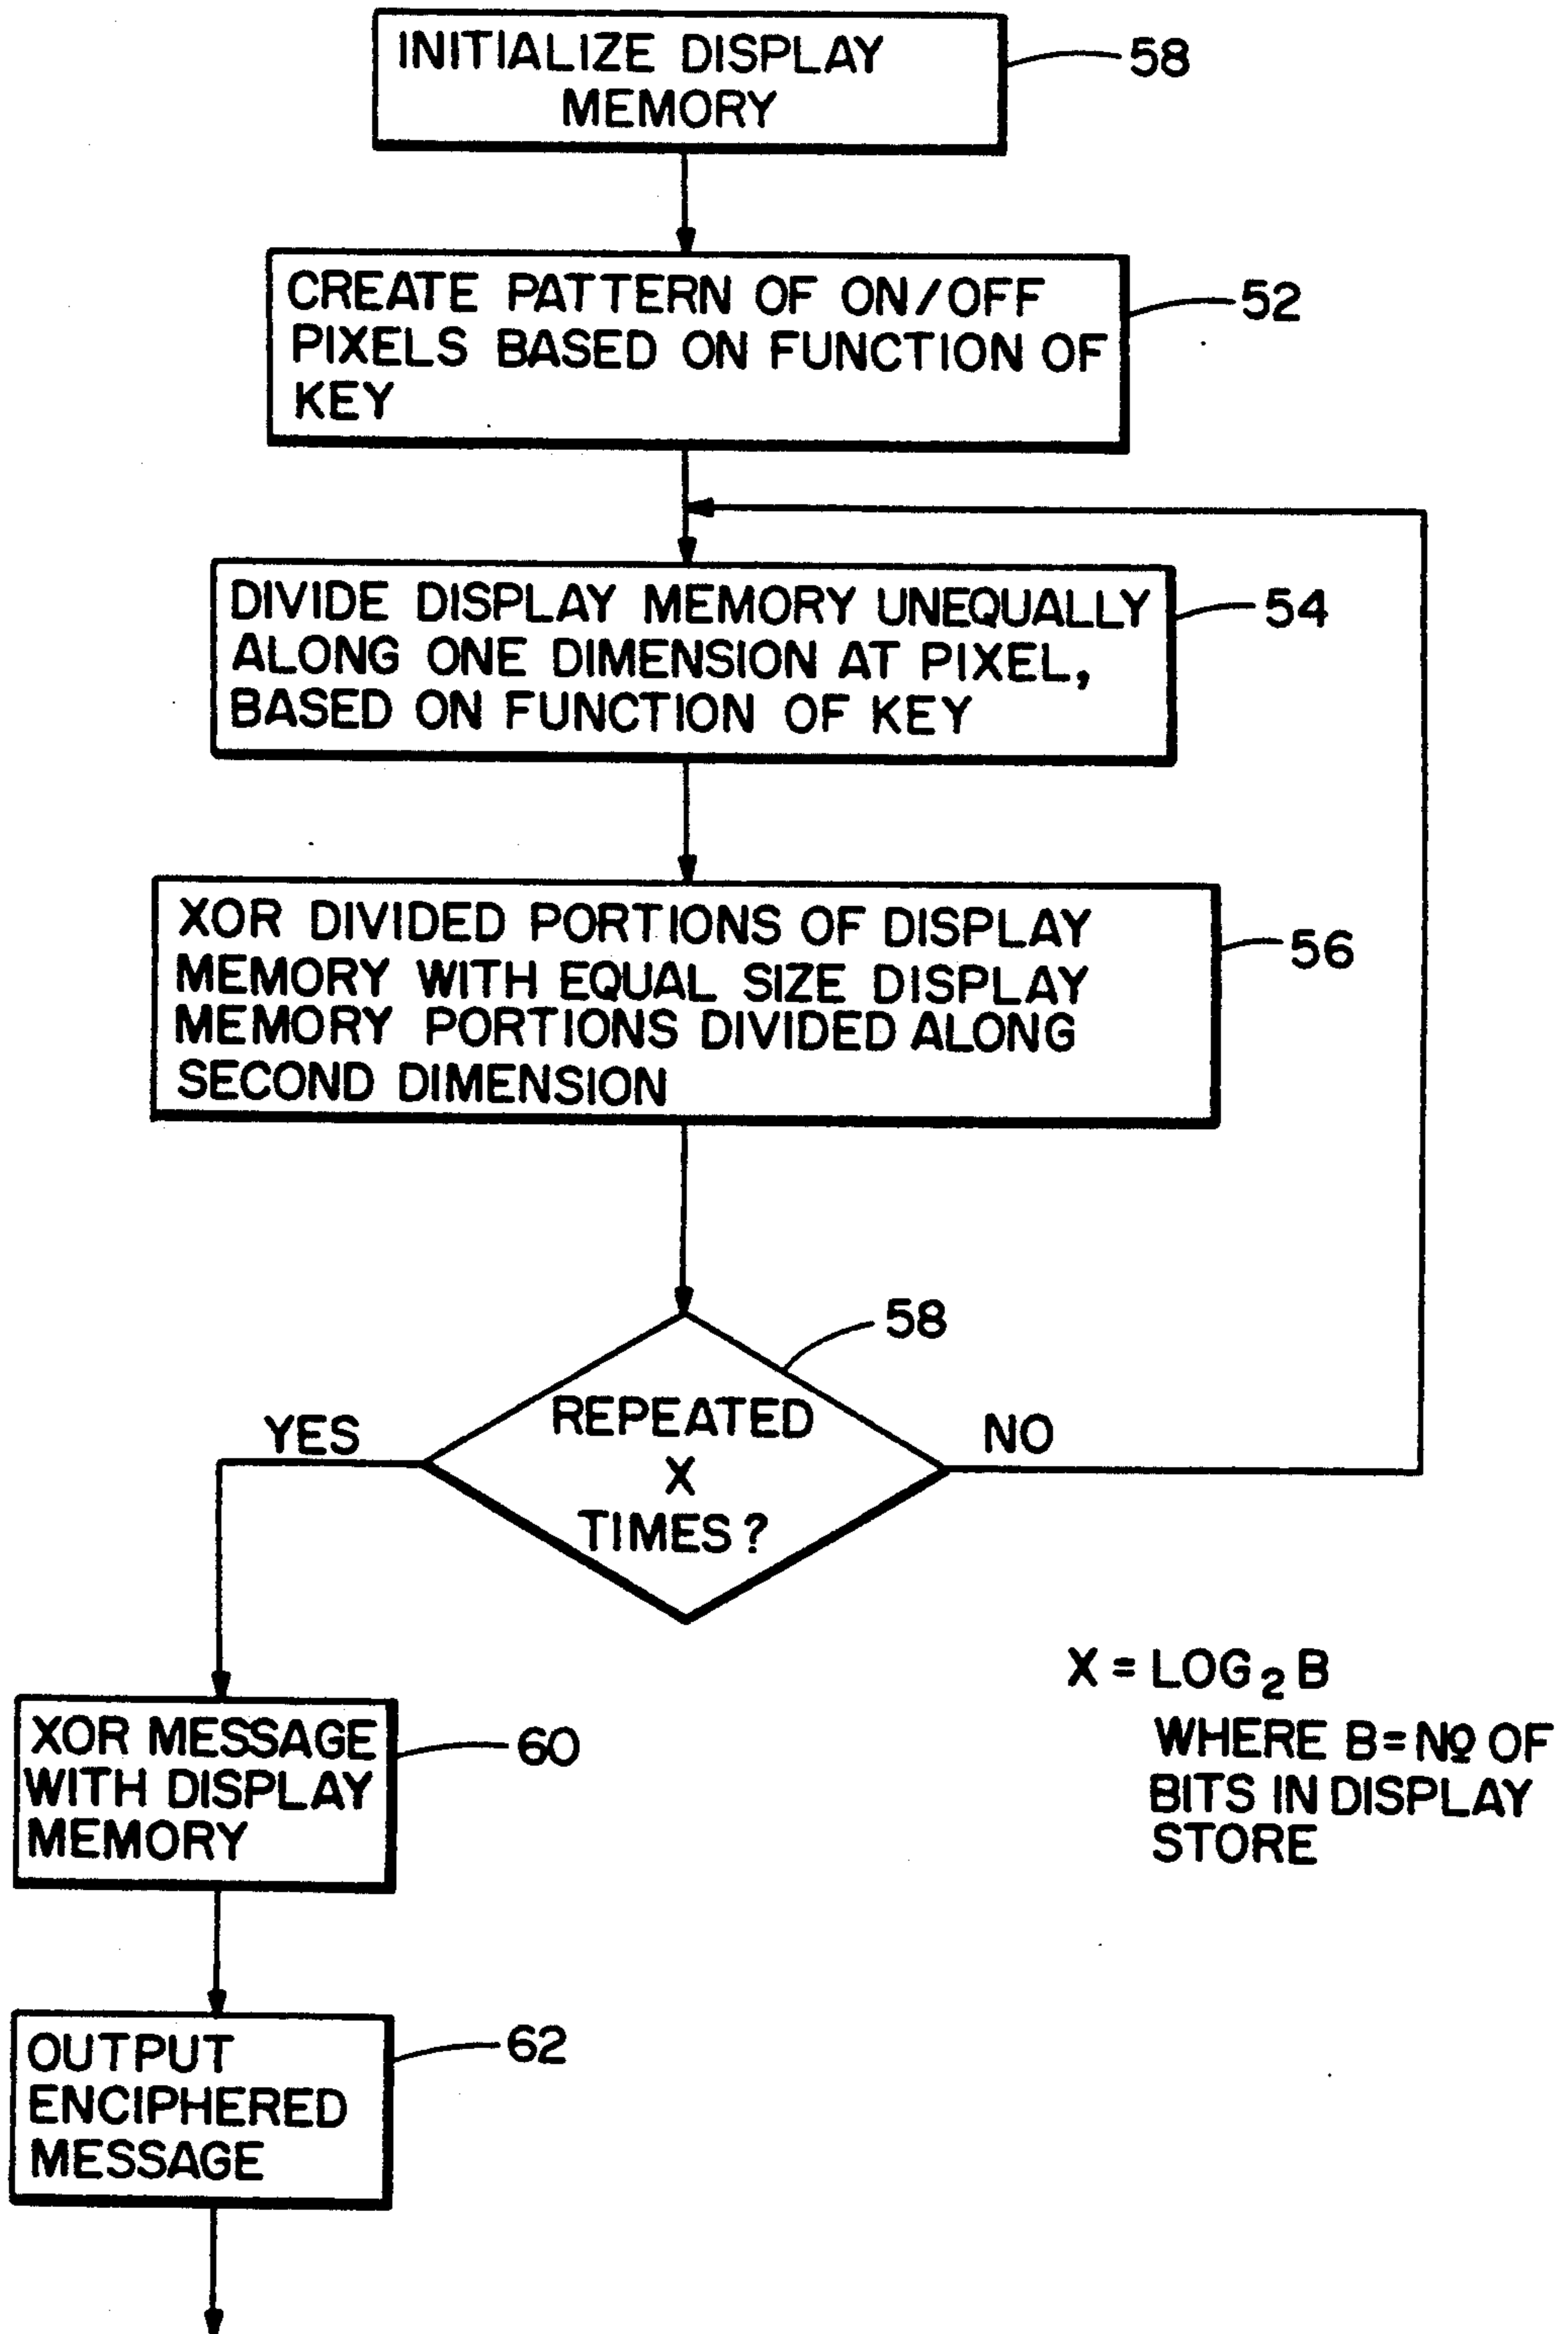 INITIALIZE DISPLAY
MEMORY
58
CREATE PATTERN OF ON/OFF
PIXELS BASED ON FUNCTION OF
KEY
52
DIVIDE DISPLAY MEMORY UNEQUALLY
ALONG ONE DIMENSION AT PIXEL,
BASED ON FUNCTION OF KEY
54
XOR DIVIDED PORTIONS OF DISPLAY
MEMORY WITH EQUAL SIZE DISPLAY
MEMORY PORTIONS DIVIDED ALONG
SECOND DIMENSION
56
58
REPEATED
X
TIMES?
YES
NO
X = LOG₂ B
WHERE B = Nº OF
BITS IN DISPLAY
STORE
XOR MESSAGE
WITH DISPLAY
MEMORY
60
OUTPUT
ENCIPHERED
MESSAGE
62